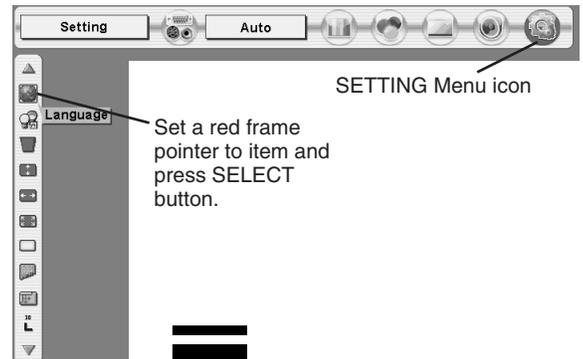 Setting
Auto
SETTING Menu icon
Language
Set a red frame
pointer to item and
press SELECT
button.